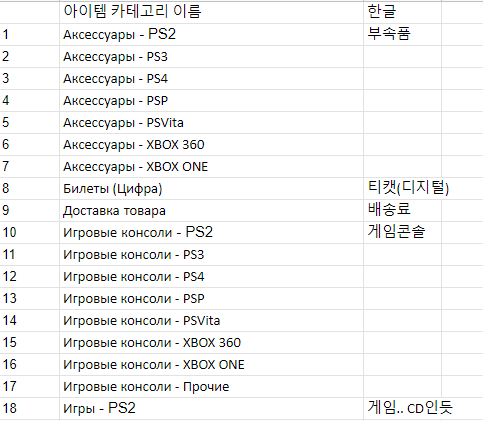 아이템 카테고리 이름 한글
1 Аксессуары - PS2 부속품
2 Аксессуары - PS3
3 Аксессуары - PS4
4 Аксессуары - PSP
5 Аксессуары - PSVita
6 Аксессуары - XBOX 360
7 Аксессуары - XBOX ONE
8 Билеты (Цифра) 티캣(디지털)
9 Доставка товара 배송료
10 Игровые консоли - PS2 게임콘솔
11 Игровые консоли - PS3
12 Игровые консоли - PS4
13 Игровые консоли - PSP
14 Игровые консоли - PSVita
15 Игровые консоли - XBOX 360
16 Игровые консоли - XBOX ONE
17 Игровые консоли - Прочие
18 Игры - PS2 게임.. CD인듯